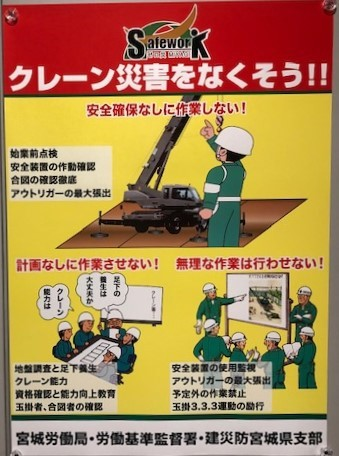 SafeworK
クレーン災害をなくそう!!
安全確保なしに作業しない!
始業前点検
安全装置の作動確認
合図の確認徹底
アウトリガーの最大張出
計画なしに作業させない!
足下の
養生は
大丈夫か
クレーン
能力は
地盤調査と足下養生
クレーン能力
資格確認と能力向上教育
玉掛者、合図者の確認
無理な作業は行わせない!
安全装置の使用監視
アウトリガーの最大張出
予定外の作業禁止
玉掛3.3.3運動の励行
宮城労働局・労働基準監督署・建災防宮城県支部